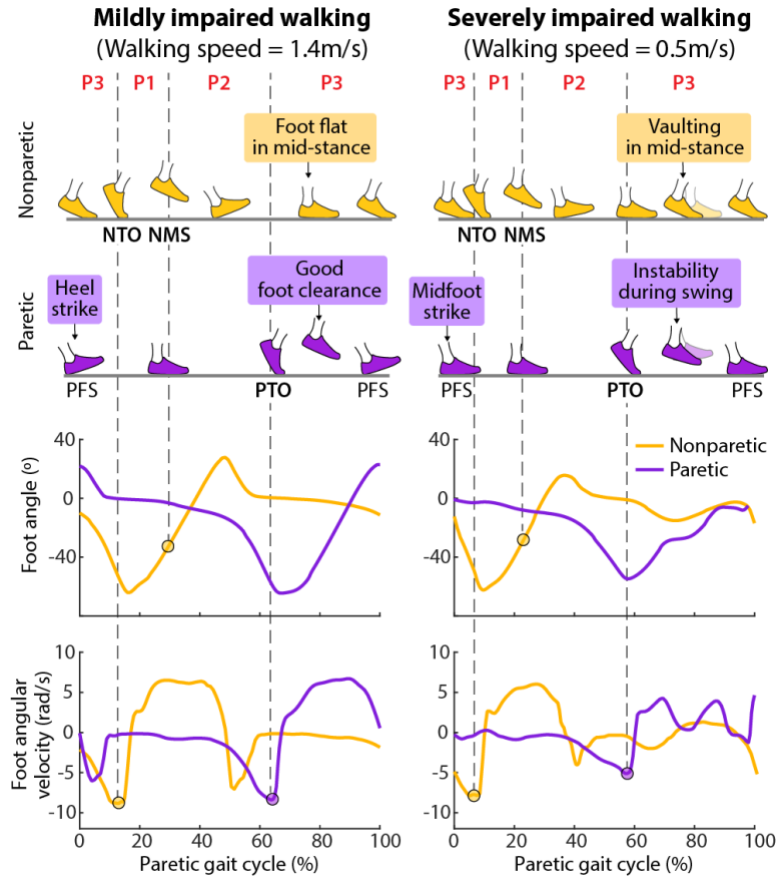 Mildly impaired walking
(Walking speed = 1.4m/s)
Severely impaired walking
(Walking speed = 0.5m/s)
P3 P1 P2 P3
P3 P1 P2 P3
Nonparetic
Foot flat
in mid-stance
Vaulting
in mid-stance
NTO NMS
NTO NMS
Paretic
Heel
strike
Good
foot clearance
Midfoot
strike
Instability
during swing
PFS PTO PFS
PFS PTO PFS
Foot angle (º)
40
0
-40
40
0
-40
Nonparetic
Paretic
Foot angular
velocity (rad/s)
10
5
0
-5
-10
10
5
0
-5
-10
0 20 40 60 80 100
0 20 40 60 80 100
Paretic gait cycle (%)
Paretic gait cycle (%)